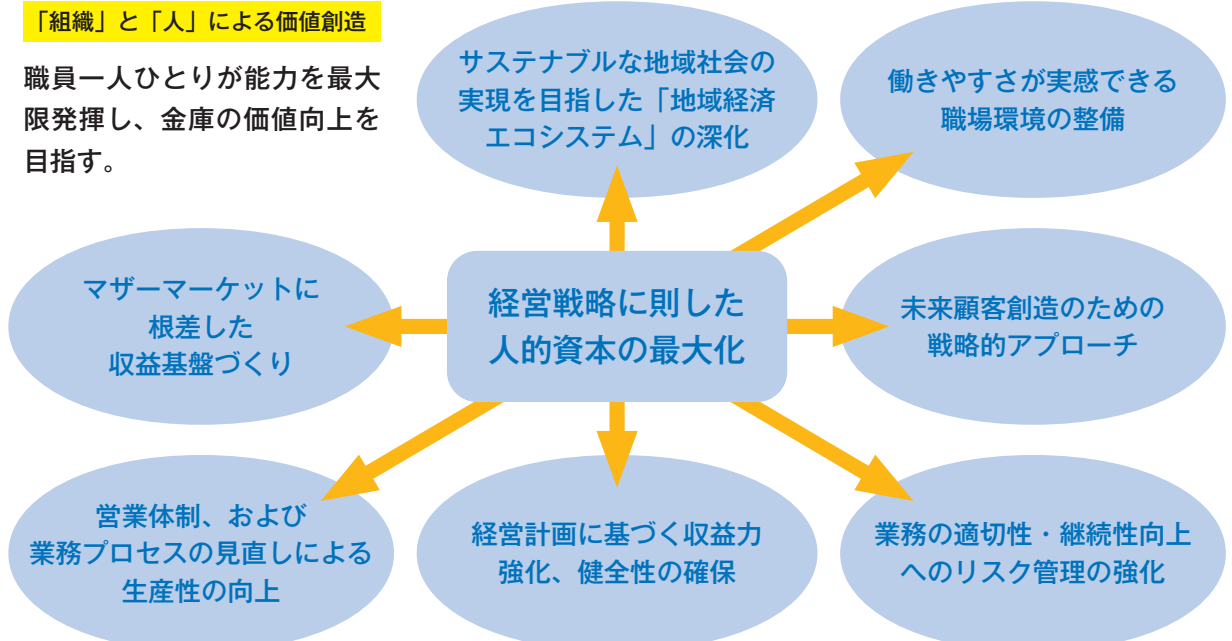 「組織」と「人」による価値創造
職員一人ひとりが能力を最大
限発揮し、金庫の価値向上を
目指す。
サステナブルな地域社会の
実現を目指した「地域経済
エコシステム」の深化
働きやすさが実感できる
職場環境の整備
マザーマーケットに
根差した
収益基盤づくり
経営戦略に則した
人的資本の最大化
未来顧客創造のための
戦略的アプローチ
営業体制、および
業務プロセスの見直しによる
生産性の向上
経営計画に基づく収益力
強化、健全性の確保
業務の適切性・継続性向上
へのリスク管理の強化